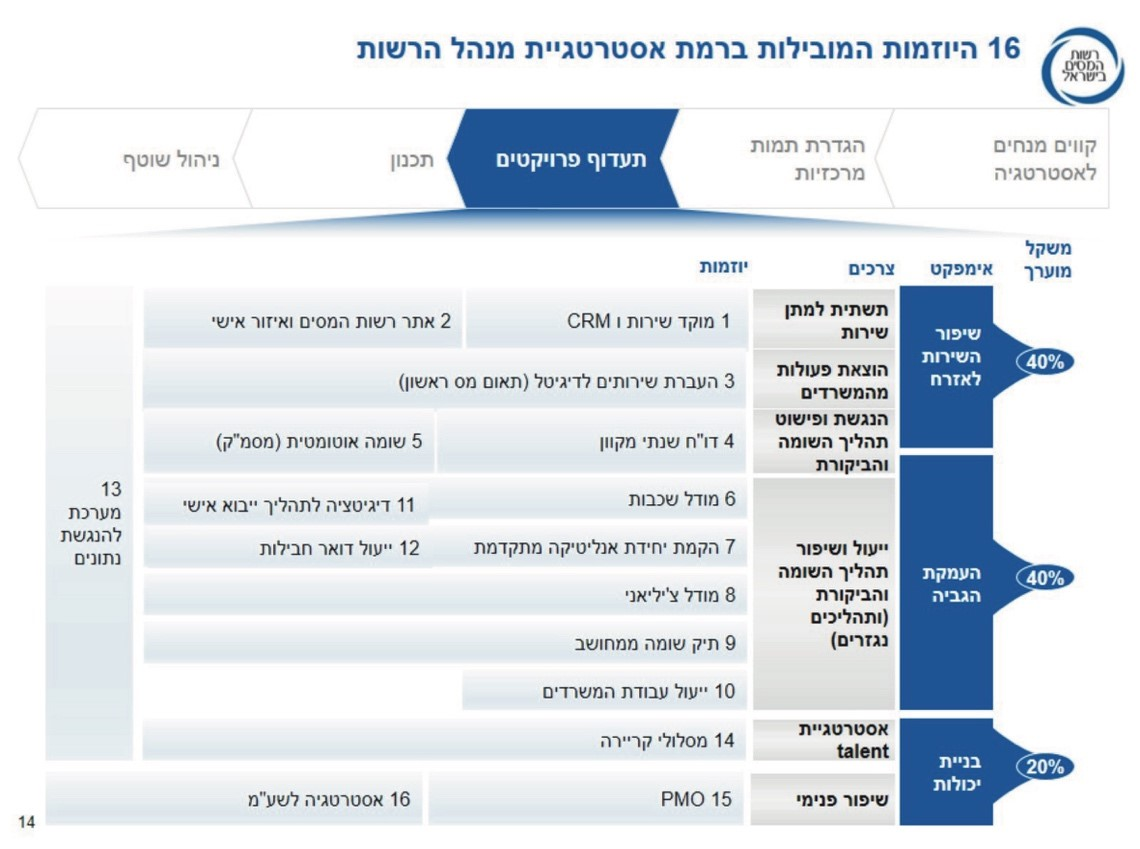 16 היוזמות המובילות ברמת אסטרטגיית מנהל הרשות
רשות
המסים
בישראל
קווים מנחים
לאסטרטגיה
הגדרת תמות
מרכזיות
תעדוף פרויקטים
תכנון
ניהול שוטף
משקל
מוערך
אימפקט
צרכים
יוזמות
40%
שיפור
השירות
לאזרח
תשתית למתן
שירות
1 מוקד שירות ו CRM
2 אתר רשות המסים ואיזור אישי
הוצאת פעולות
מהמשרדים
3 העברת שירותים לדיגיטל (תאום מס ראשון)
הנגשת ופישוט
תהליך השומה
והביקורת
4 דו"ח שנתי מקוון
5 שומה אוטומטית (מסמ"ק)
40%
העמקת
הגביה
ייעול ושיפור
תהליך השומה
והביקורת
(ותהליכים
נגזרים)
6 מודל שכבות
11 דיגיטציה לתהליך ייבוא אישי
7 הקמת יחידת אנליטיקה מתקדמת
12 ייעול דואר חבילות
8 מודל צ'יליאני
9 תיק שומה ממחושב
10 ייעול עבודת המשרדים
13
מערכת
להנגשת
נתונים
20%
בניית
יכולות
אסטרטגיית
talent
14 מסלולי קריירה
שיפור פנימי
15 PMO
16 אסטרטגיה לשע"מ
14